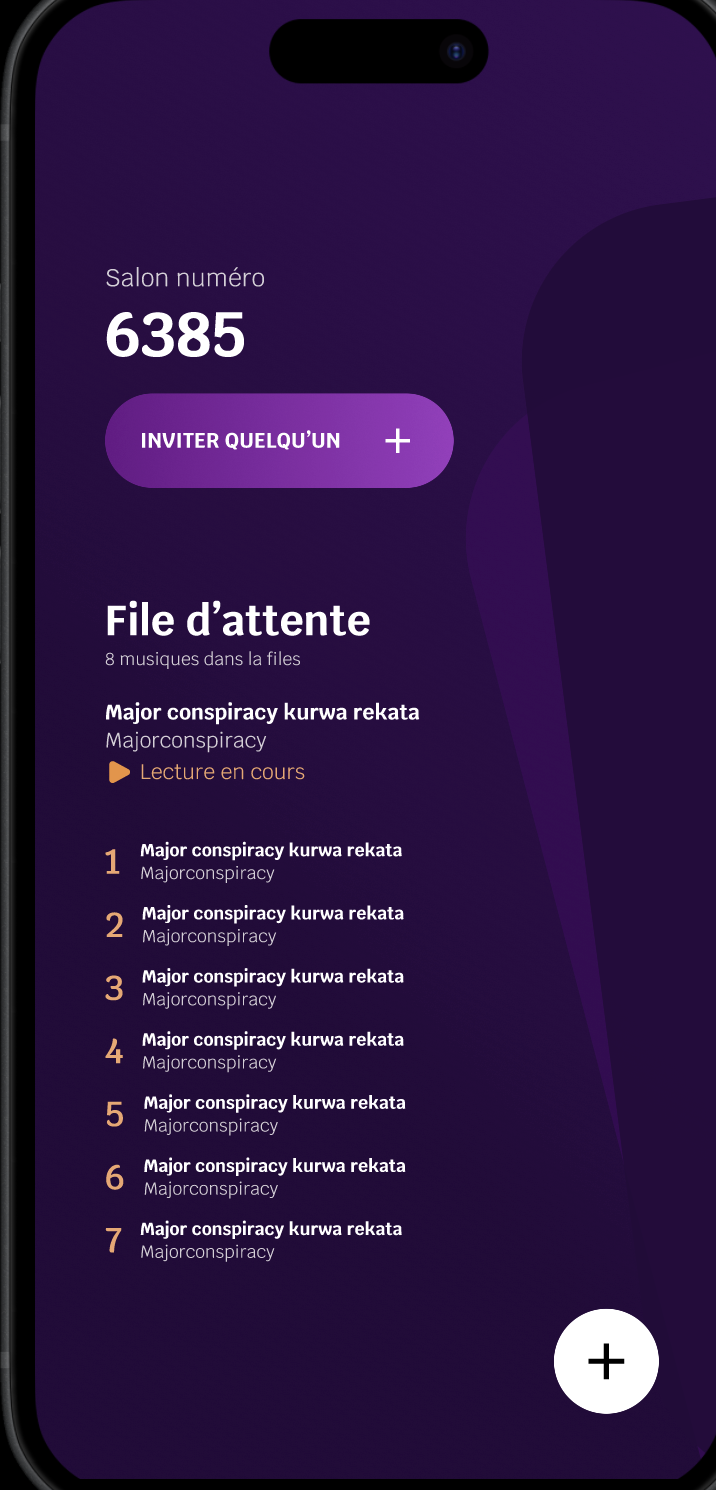 Salon numéro
6385
INVITER QUELQU’UN +
File d’attente
8 musiques dans la files
Major conspiracy kurwa rekata
Majorconspiracy
Lecture en cours
1 Major conspiracy kurwa rekata
Majorconspiracy
2 Major conspiracy kurwa rekata
Majorconspiracy
3 Major conspiracy kurwa rekata
Majorconspiracy
4 Major conspiracy kurwa rekata
Majorconspiracy
5 Major conspiracy kurwa rekata
Majorconspiracy
6 Major conspiracy kurwa rekata
Majorconspiracy
7 Major conspiracy kurwa rekata
Majorconspiracy
+